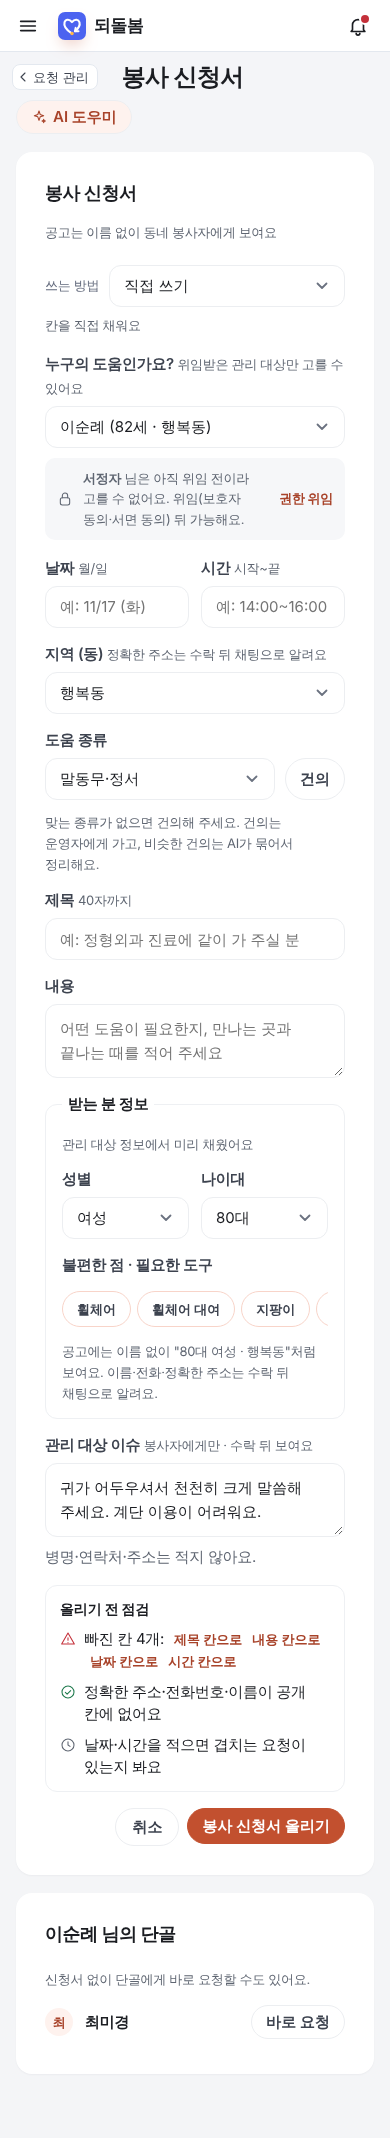 되돌봄
요청 관리
봉사 신청서
AI 도우미
봉사 신청서
공고는 이름 없이 동네 봉사자에게 보여요
쓰는 방법 직접 쓰기
칸을 직접 채워요
누구의 도움인가요? 위임받은 관리 대상만 고를 수
있어요
이순례 (82세 · 행복동)
서정자 님은 아직 위임 전이라
고를 수 없어요. 위임(보호자
동의·서면 동의) 뒤 가능해요.
권한 위임
날짜 월/일
시간 시작~끝
예: 11/17 (화)
예: 14:00~16:00
지역 (동) 정확한 주소는 수락 뒤 채팅으로 알려요
행복동
도움 종류
말동무·정서
건의
맞는 종류가 없으면 건의해 주세요. 건의는
운영자에게 가고, 비슷한 건의는 AI가 묶어서
정리해요.
제목 40자까지
예: 정형외과 진료에 같이 가 주실 분
내용
어떤 도움이 필요한지, 만나는 곳과
끝나는 때를 적어 주세요
받는 분 정보
관리 대상 정보에서 미리 채웠어요
성별
나이대
여성
80대
불편한 점 · 필요한 도구
휠체어
휠체어 대여
지팡이
공고에는 이름 없이 "80대 여성 · 행복동"처럼
보여요. 이름·전화·정확한 주소는 수락 뒤
채팅으로 알려요.
관리 대상 이슈 봉사자에게만 · 수락 뒤 보여요
귀가 어두우셔서 천천히 크게 말씀해
주세요. 계단 이용이 어려워요.
병명·연락처·주소는 적지 않아요.
올리기 전 점검
빠진 칸 4개: 제목 칸으로 내용 칸으로
날짜 칸으로 시간 칸으로
정확한 주소·전화번호·이름이 공개
칸에 없어요
날짜·시간을 적으면 겹치는 요청이
있는지 봐요
취소
봉사 신청서 올리기
이순례 님의 단골
신청서 없이 단골에게 바로 요청할 수도 있어요.
최
최미경
바로 요청